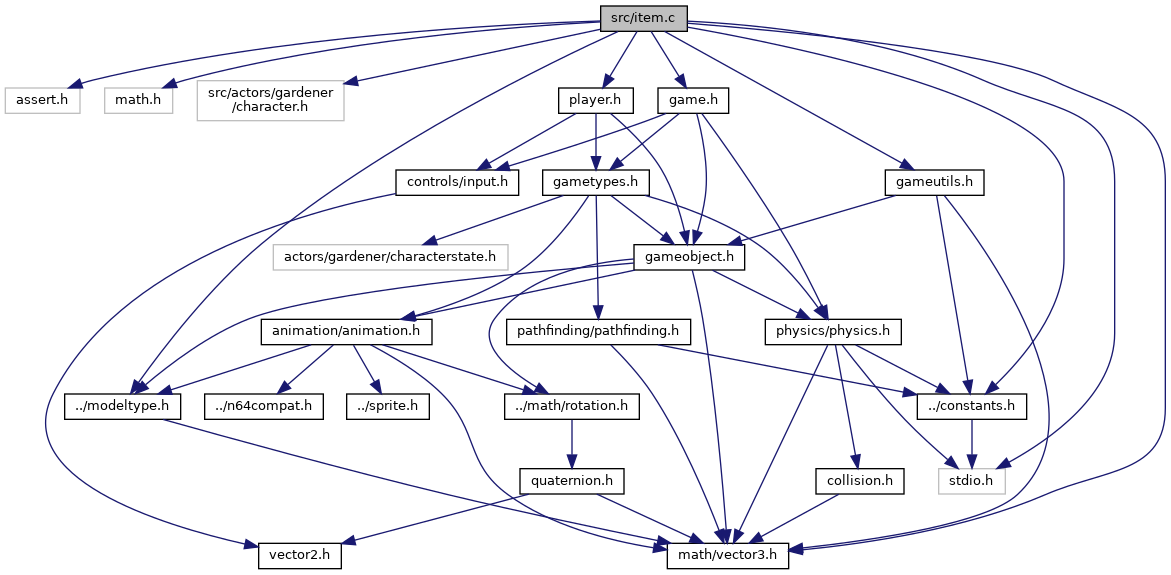 src/item.c
assert.h
math.h
src/actors/gardener
/character.h
player.h
game.h
controls/input.h
gametypes.h
gameutils.h
actors/gardener/characterstate.h
gameobject.h
animation/animation.h
pathfinding/pathfinding.h
physics/physics.h
../modeltype.h
../n64compat.h
../sprite.h
../math/rotation.h
../constants.h
quaternion.h
collision.h
stdio.h
vector2.h
math/vector3.h